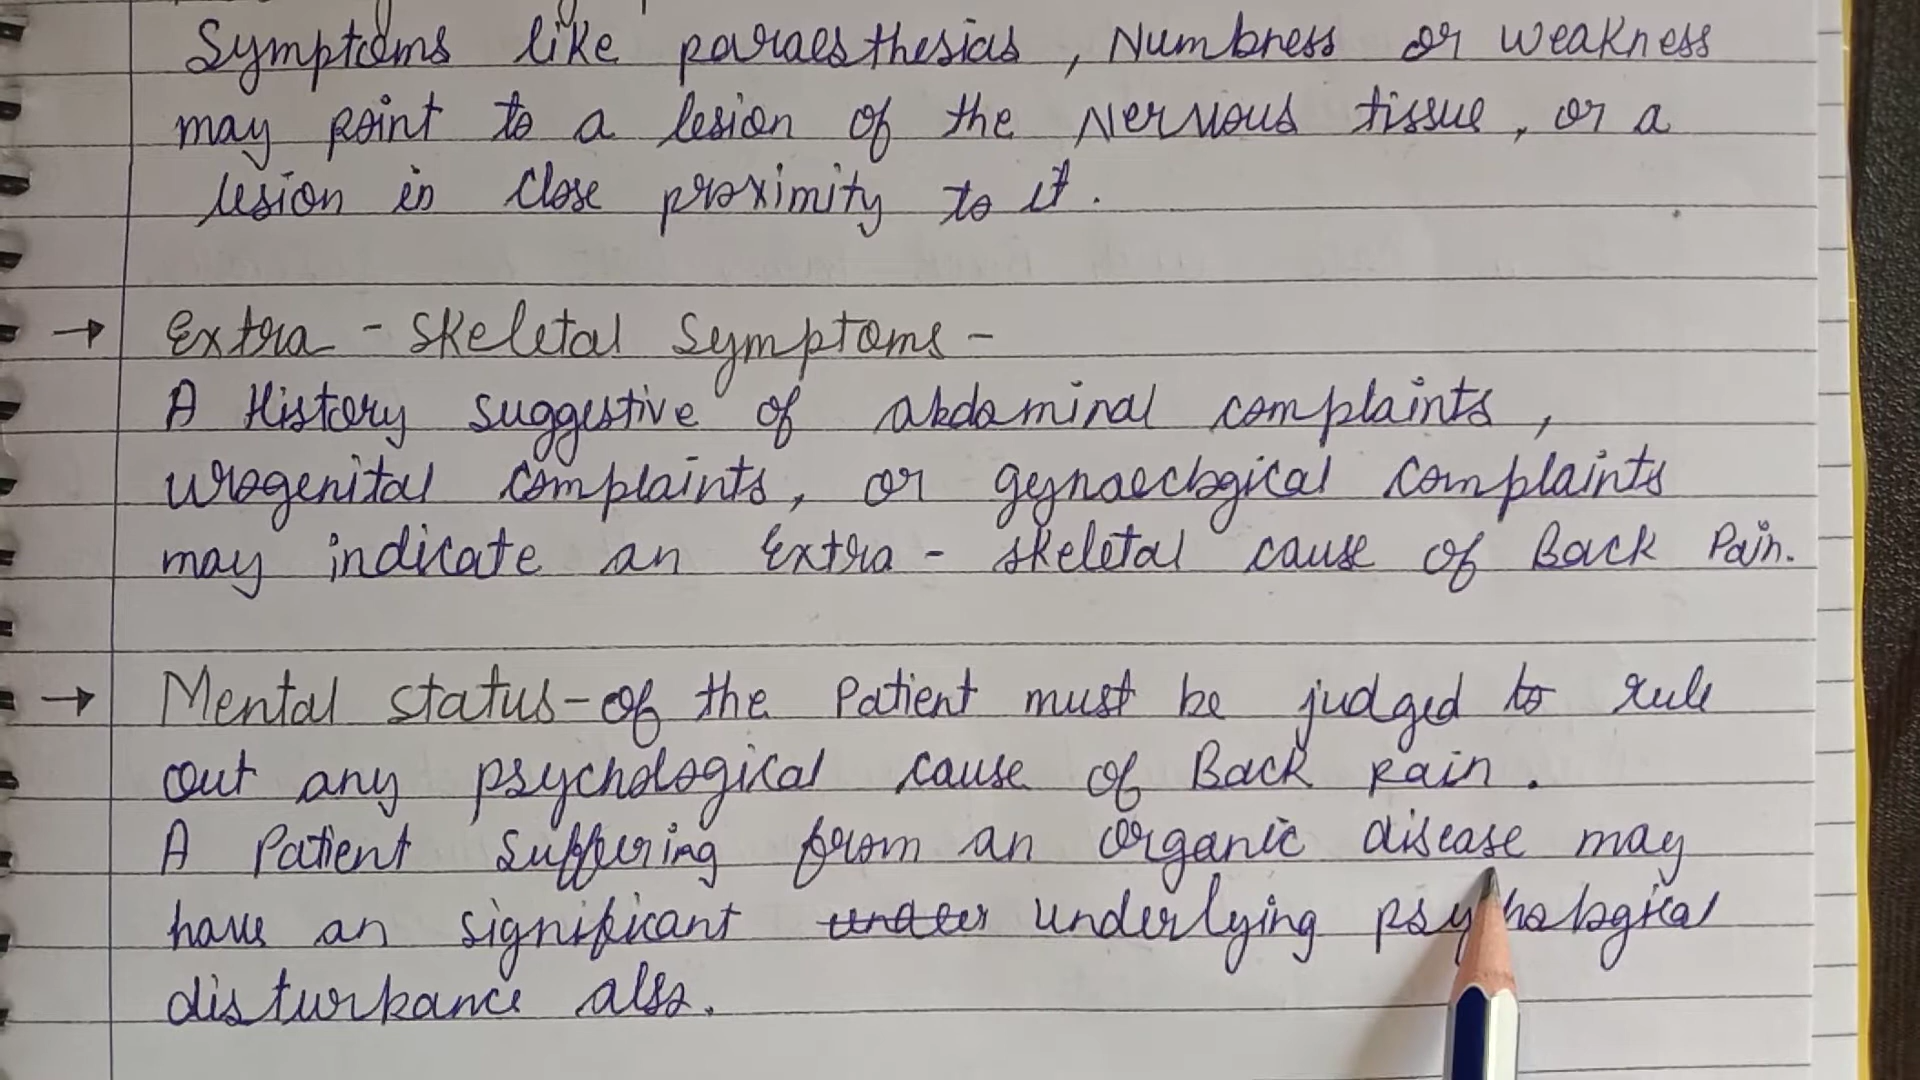 Symptoms like paraesthesias, Numbness or weakness
may point to a lesion of the Nervous tissue, or a
lesion in close proximity to it.
→ Extra - skeletal symptoms -
A History suggestive of abdominal complaints,
urogenital complaints, or gynaeclogical complaints
may indicate an Extra - skeletal cause of Back Pain.
→ Mental status - of the Patient must be judged to rule
out any psychological cause of Back pain.
A Patient suffering from an organic disease may
have an significant under underlying psychological
disturbance also.